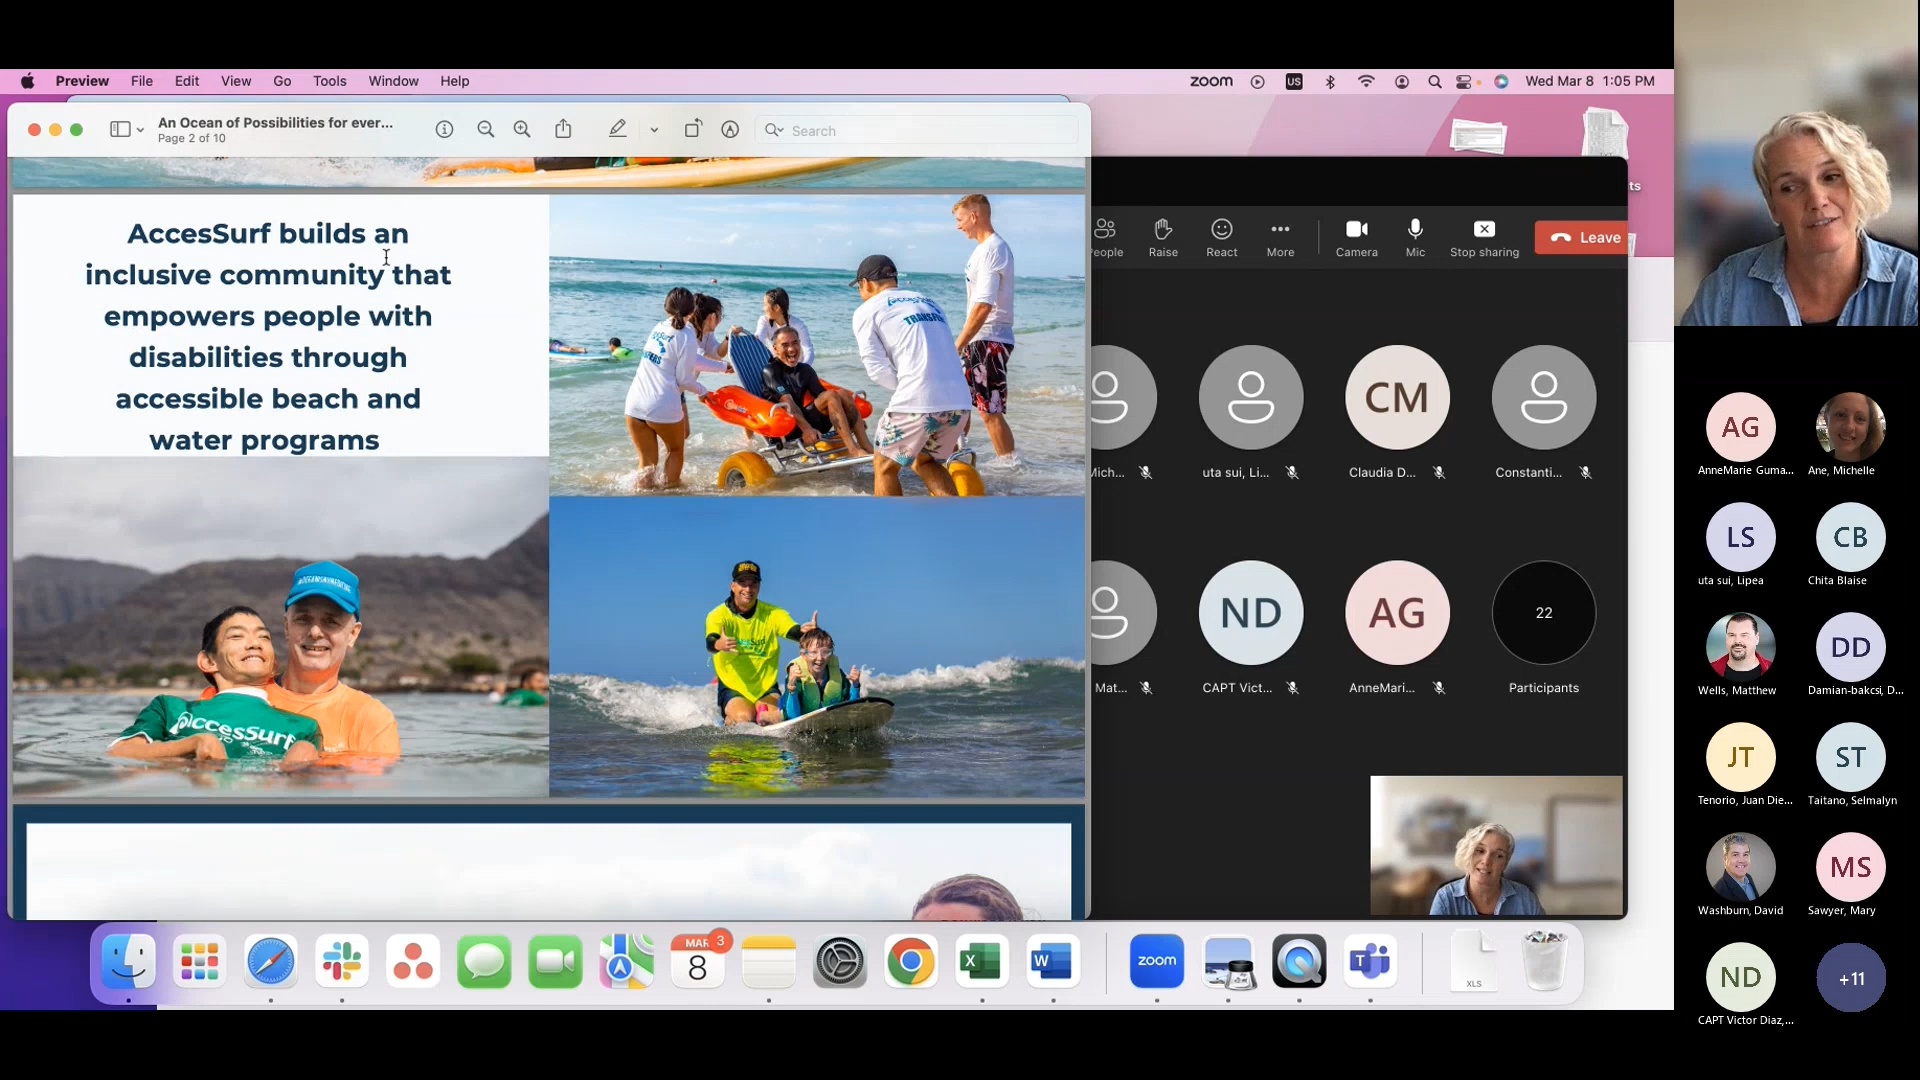 Preview File Edit View Go Tools Window Help
zoom US Wed Mar 8 1:05 PM
An Ocean of Possibilities for ever...
Page 2 of 10
Search
AccesSurf builds an
inclusive community that
empowers people with
disabilities through
accessible beach and
water programs
AccesSurf
TRANSFER
AccesSurf
eople Raise React More Camera Mic Stop sharing Leave
ts
CM
Mich... uta sui, Li... Claudia D... Constanti...
ND AG 22
Mat... CAPT Vict... AnneMari... Participants
AG
AnneMarie Guma... Ane, Michelle
LS CB
uta sui, Lipea Chita Blaise
DD
Wells, Matthew Damian-bakcsi, D...
JT ST
Tenorio, Juan Die... Taitano, Selmalyn
MS
Washburn, David Sawyer, Mary
ND +11
CAPT Victor Diaz,...
MAR 3
8
X W zoom T XLS